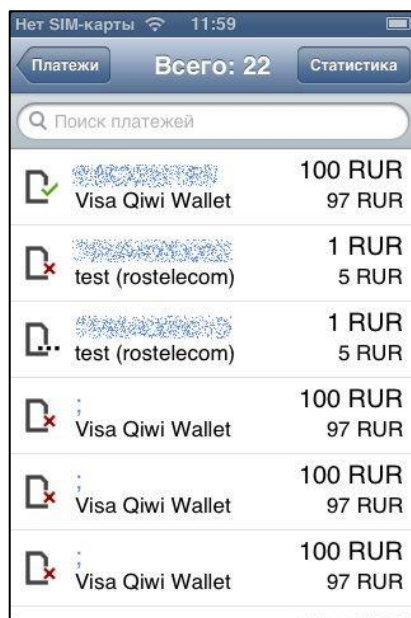 Нет SIM-карты 11:59
Платежи Всего: 22 Статистика
Поиск платежей
100 RUR
Visa Qiwi Wallet 97 RUR
1 RUR
test (rostelecom) 5 RUR
1 RUR
test (rostelecom) 5 RUR
; 100 RUR
Visa Qiwi Wallet 97 RUR
; 100 RUR
Visa Qiwi Wallet 97 RUR
; 100 RUR
Visa Qiwi Wallet 97 RUR